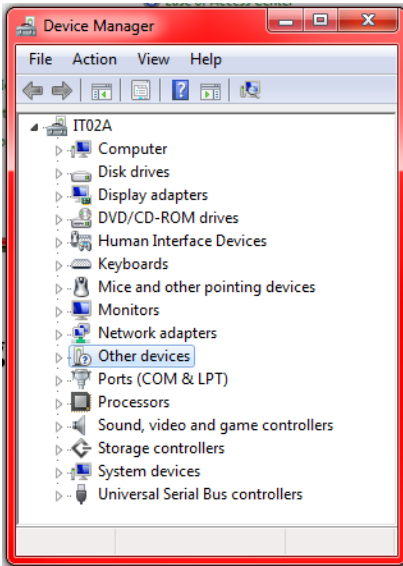 Device Manager
File Action View Help
IT02A
Computer
Disk drives
Display adapters
DVD/CD-ROM drives
Human Interface Devices
Keyboards
Mice and other pointing devices
Monitors
Network adapters
Other devices
Ports (COM & LPT)
Processors
Sound, video and game controllers
Storage controllers
System devices
Universal Serial Bus controllers